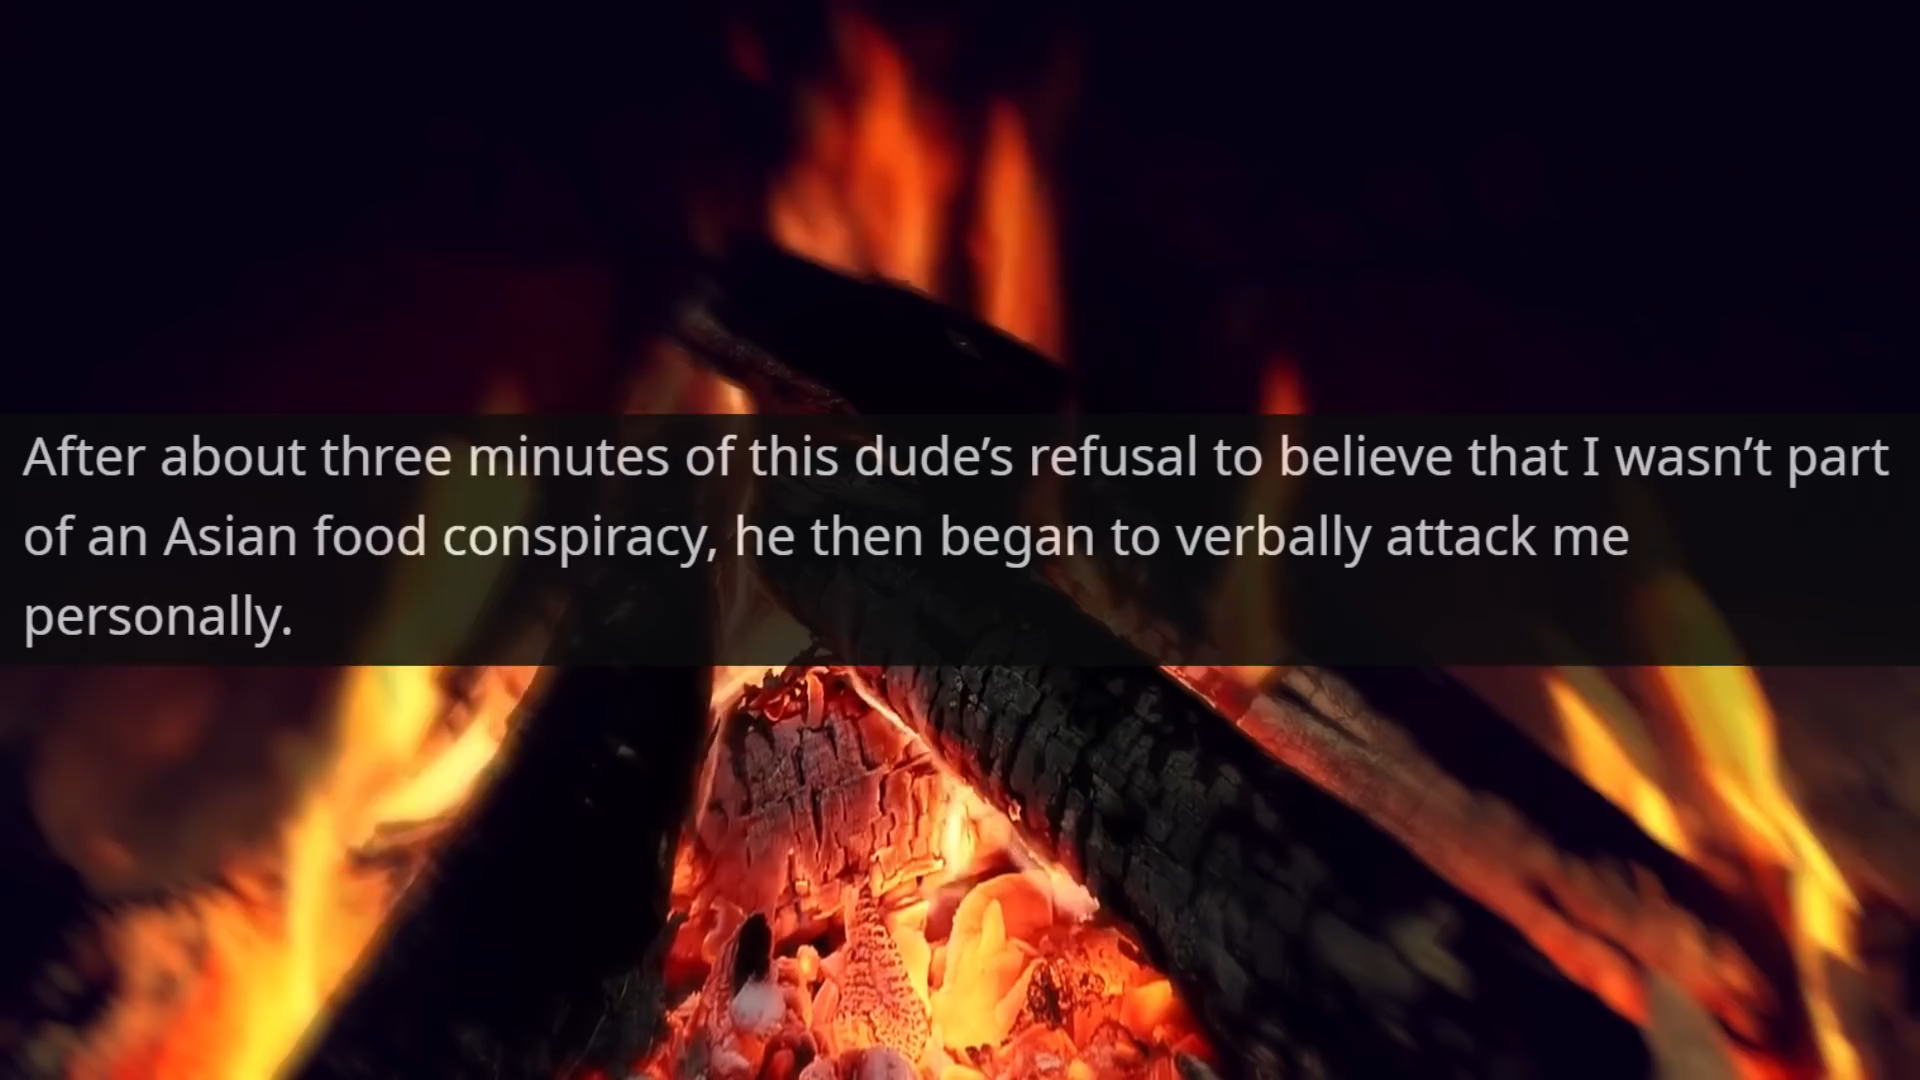 After about three minutes of this dude’s refusal to believe that I wasn’t part
of an Asian food conspiracy, he then began to verbally attack me
personally.